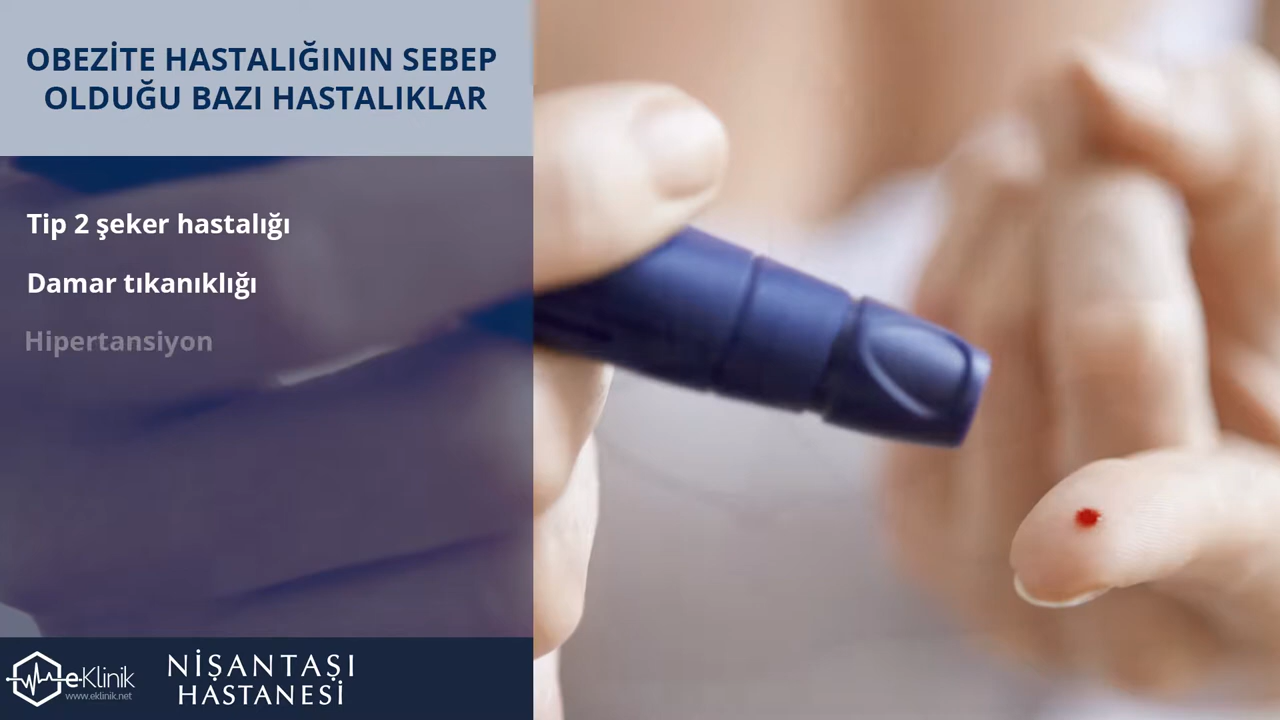 OBEZİTE HASTALIĞININ SEBEP
OLDUĞU BAZI HASTALIKLAR
Tip 2 şeker hastalığı
Damar tıkanıklığı
Hipertansiyon
e-Klinik
www.eklinik.net
NİŞANTAŞI
HASTANESİ